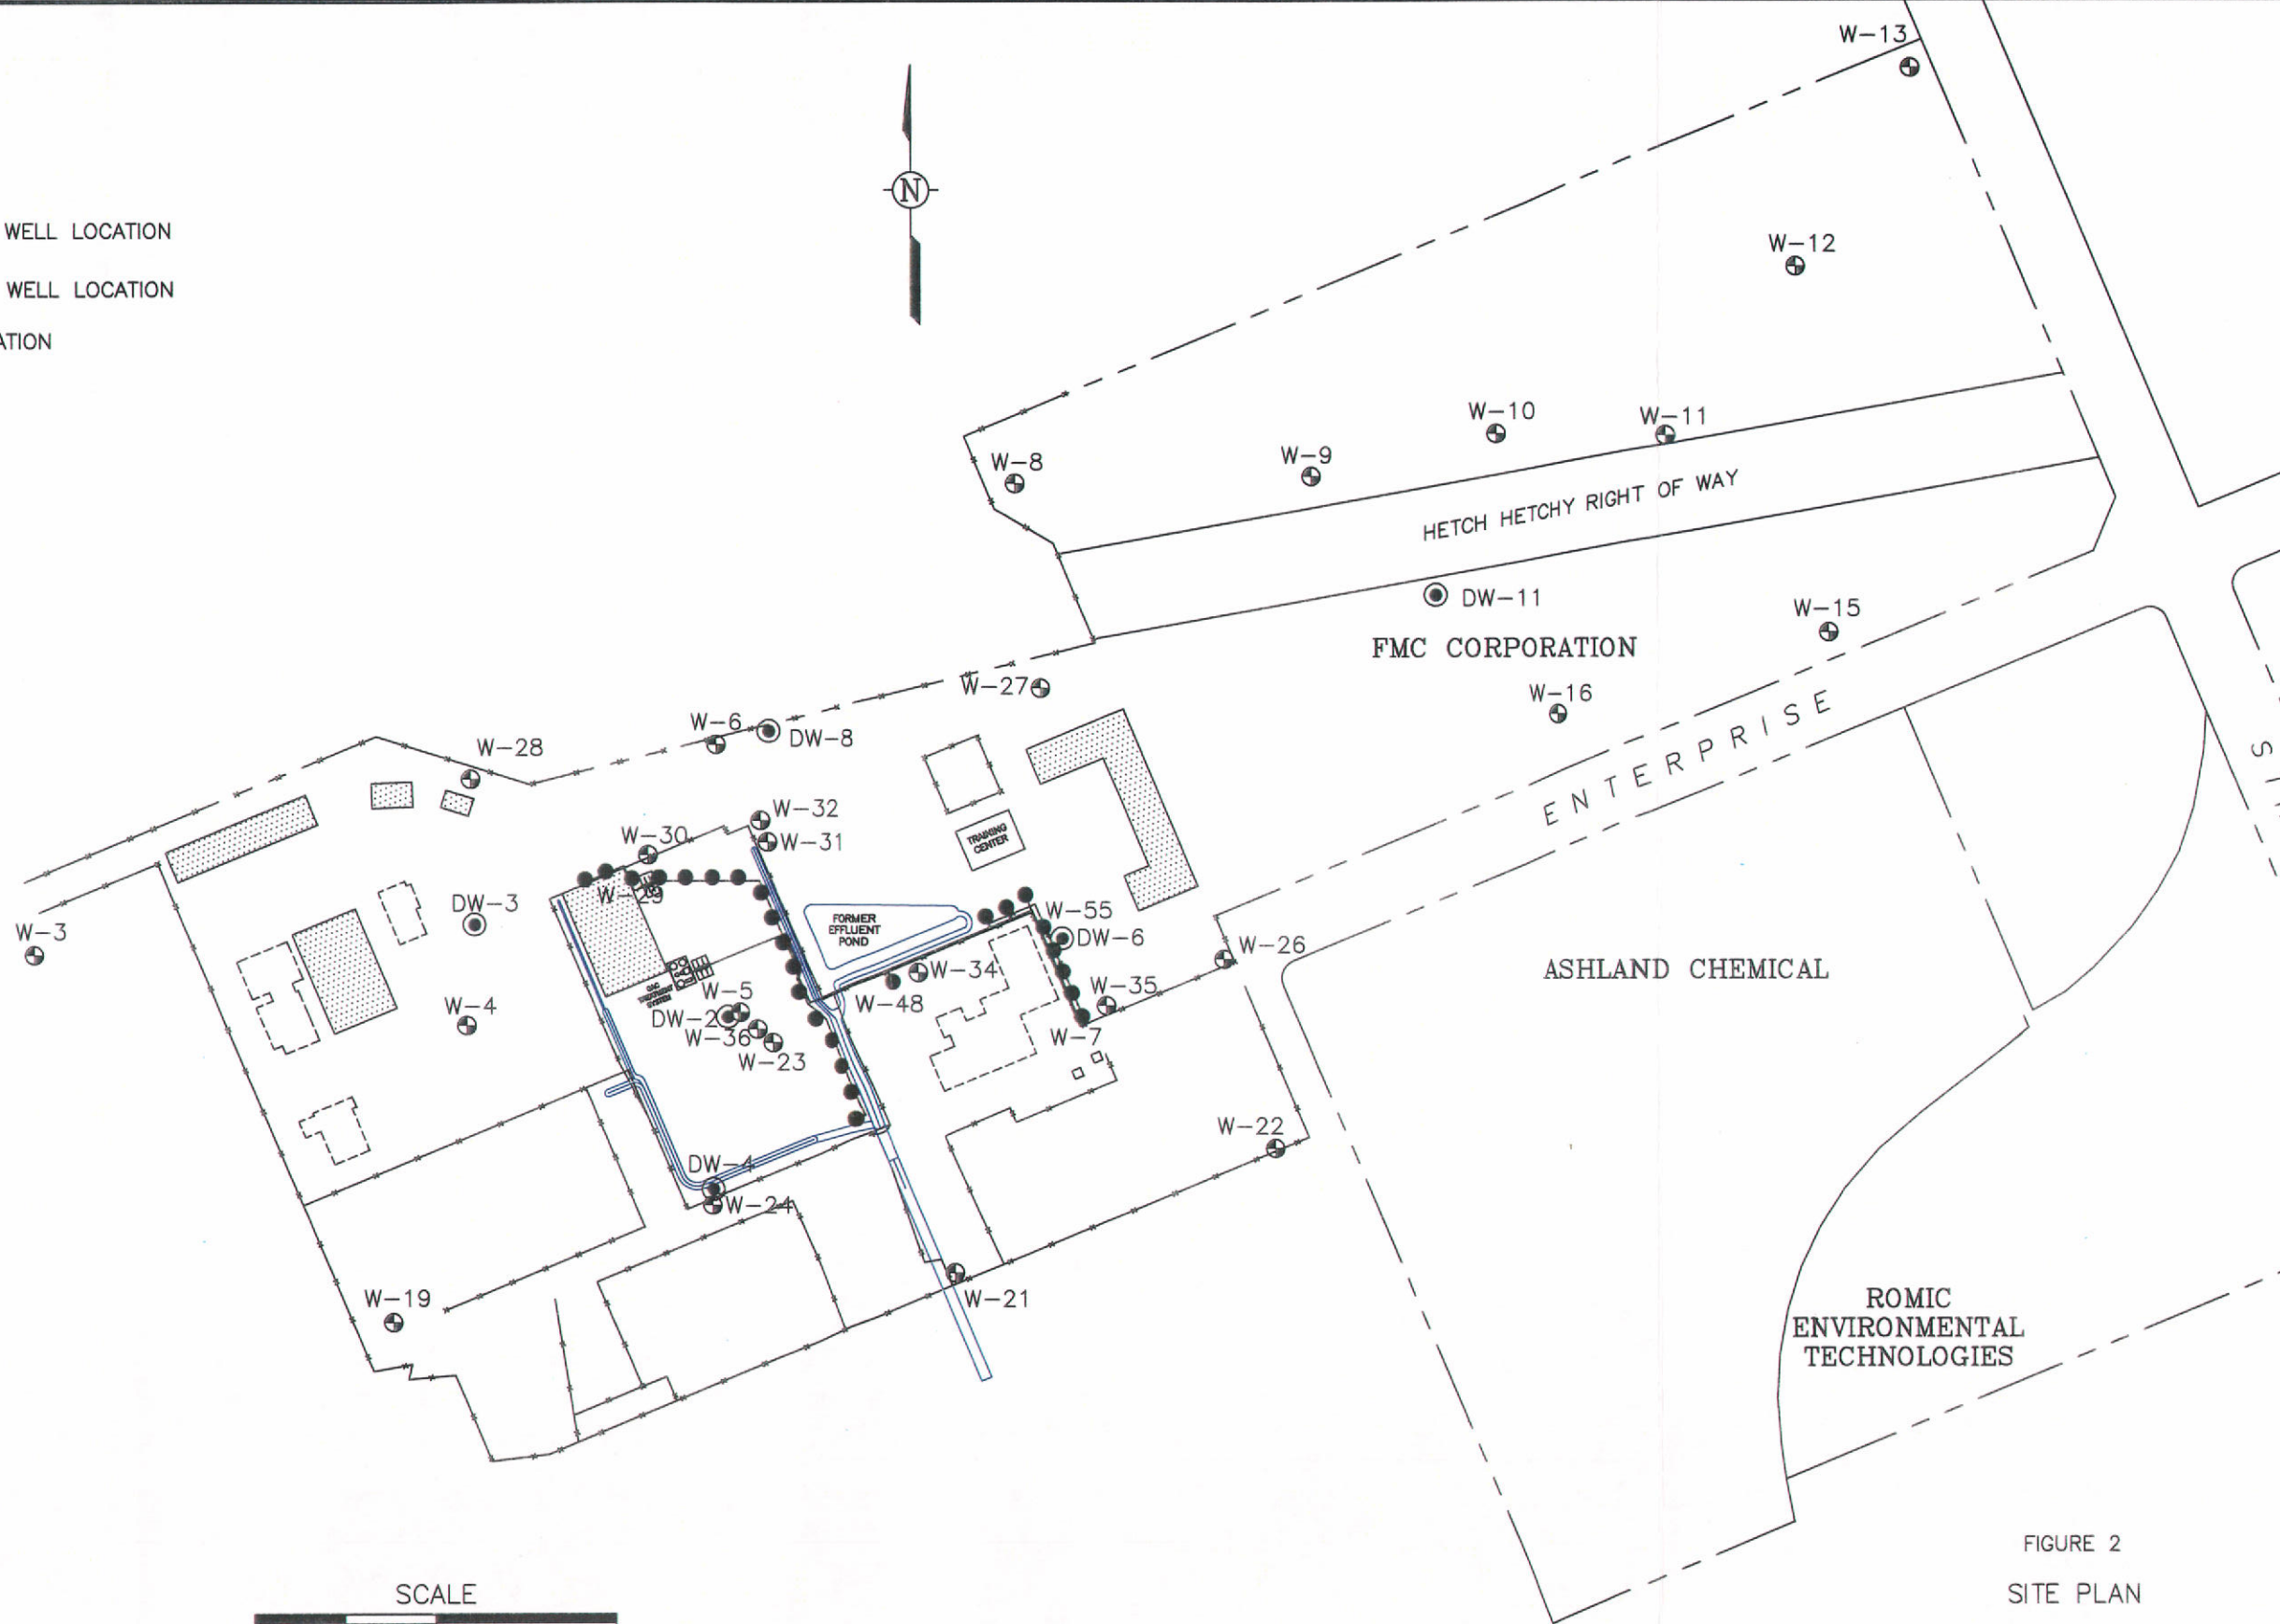 W-13
WELL LOCATION
WELL LOCATION
ATION
N
W-12
W-10
W-11
W-9
W-8
HETCH HETCHY RIGHT OF WAY
DW-11
W-15
FMC CORPORATION
W-27
W-16
W-6
DW-8
W-28
ENTERPRISE
W-32
W-30
W-31
TRAINING
CENTER
W-29
DW-3
W-3
FORMER
EFFLUENT
POND
W-55
DW-6
W-26
W-34
ASHLAND CHEMICAL
W-5
W-48
W-35
GAC
TREATMENT
SYSTEM
W-4
DW-2
W-36
W-7
W-23
W-22
DW-4
W-24
W-19
W-21
ROMIC
ENVIRONMENTAL
TECHNOLOGIES
FIGURE 2
SCALE
SITE PLAN